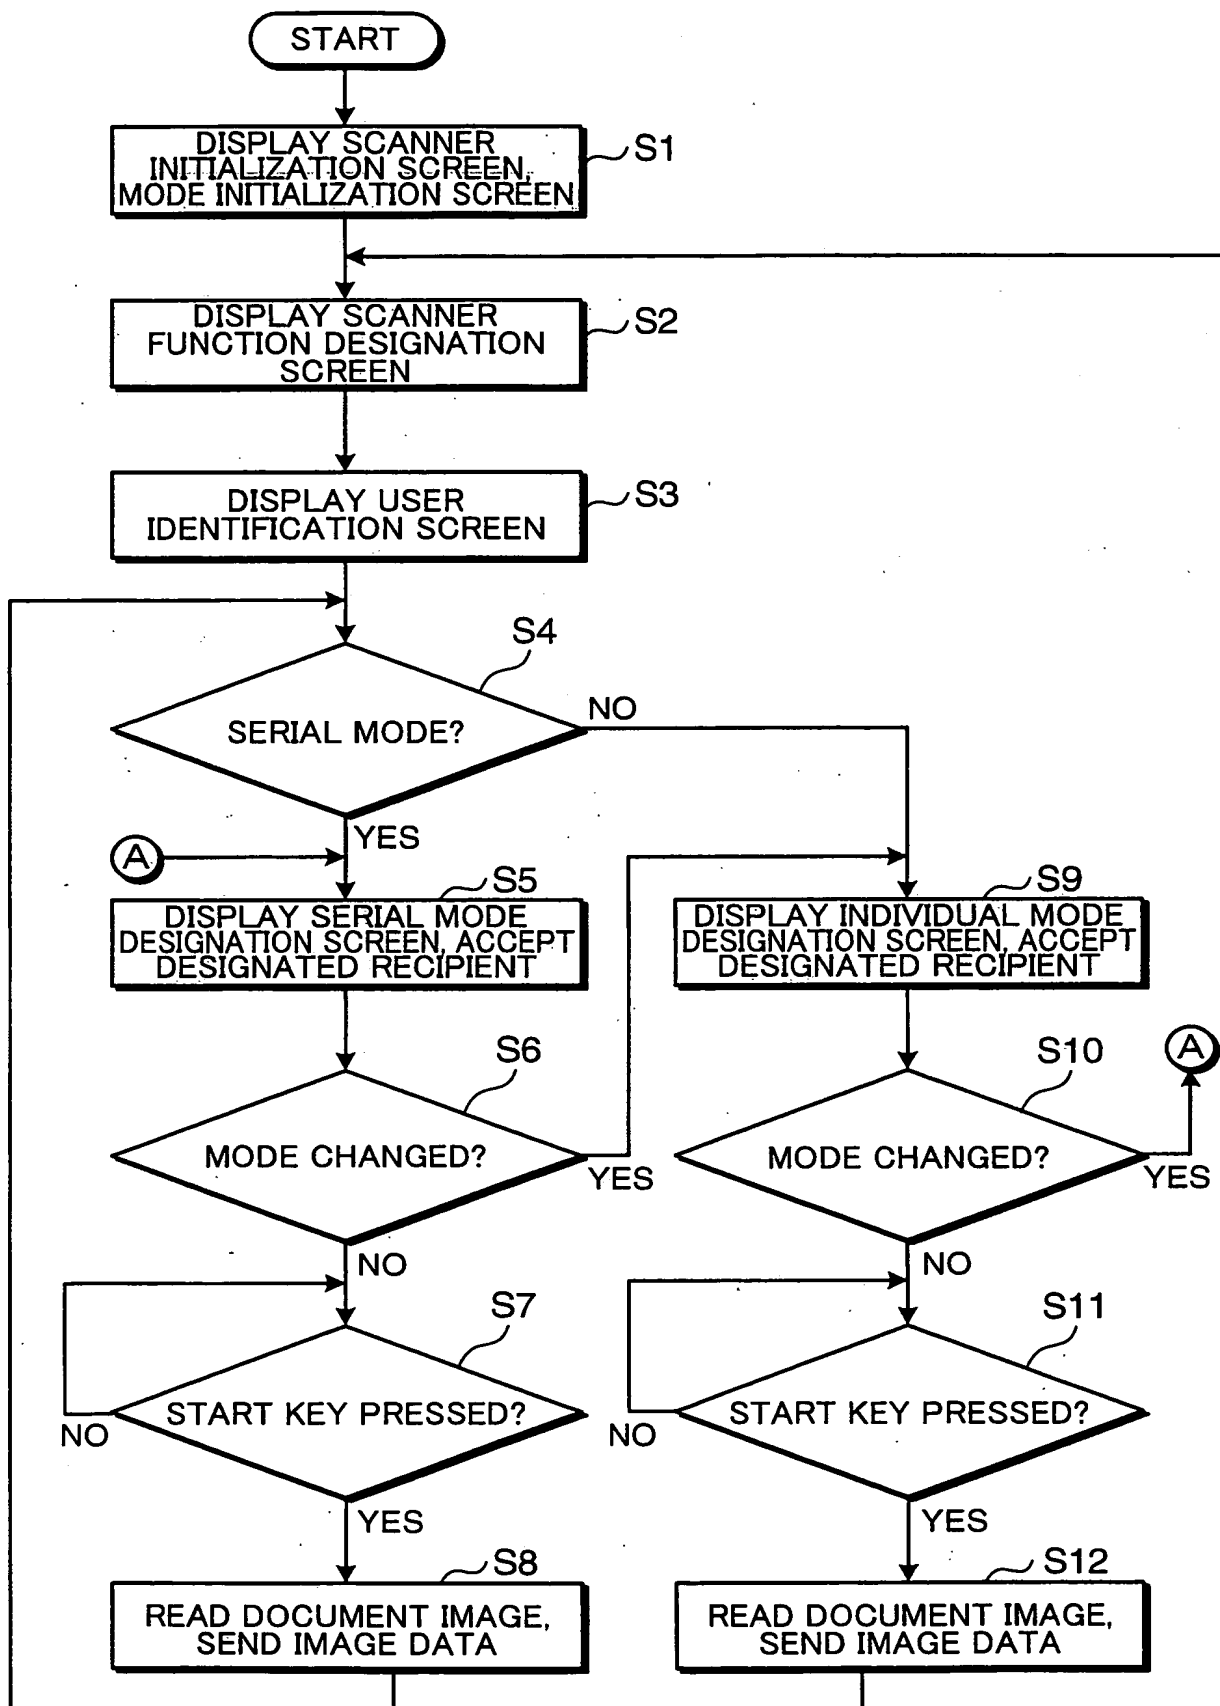 START
DISPLAY SCANNER
INITIALIZATION SCREEN,
MODE INITIALIZATION SCREEN
S1
DISPLAY SCANNER
FUNCTION DESIGNATION
SCREEN
S2
DISPLAY USER
IDENTIFICATION SCREEN
S3
S4
SERIAL MODE?
NO
YES
A
S5
DISPLAY SERIAL MODE
DESIGNATION SCREEN, ACCEPT
DESIGNATED RECIPIENT
S9
DISPLAY INDIVIDUAL MODE
DESIGNATION SCREEN, ACCEPT
DESIGNATED RECIPIENT
S6
MODE CHANGED?
YES
NO
S10
MODE CHANGED?
YES
A
NO
S7
START KEY PRESSED?
NO
YES
S11
START KEY PRESSED?
NO
YES
S8
READ DOCUMENT IMAGE,
SEND IMAGE DATA
S12
READ DOCUMENT IMAGE,
SEND IMAGE DATA